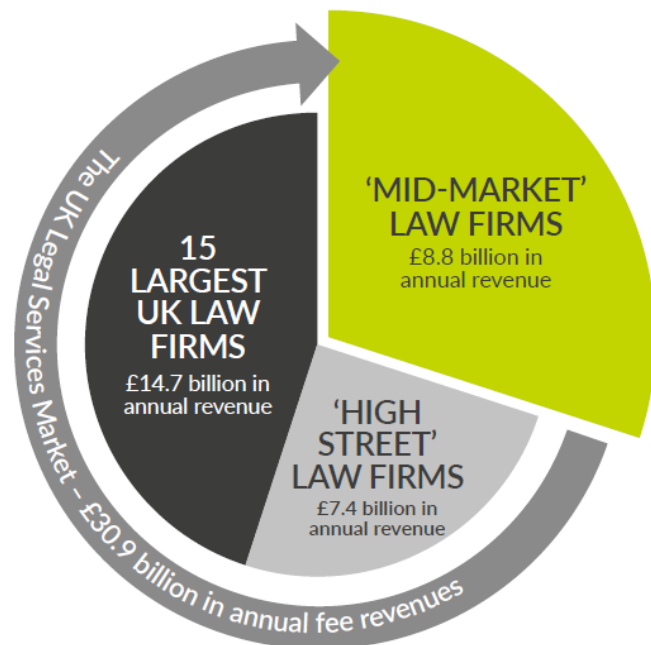 The UK Legal Services Market – £30.9 billion in annual fee revenues
‘MID-MARKET’
LAW FIRMS
£8.8 billion in
annual revenue
15
LARGEST
UK LAW
FIRMS
£14.7 billion in
annual revenue
‘HIGH
STREET’
LAW FIRMS
£7.4 billion in
annual revenue